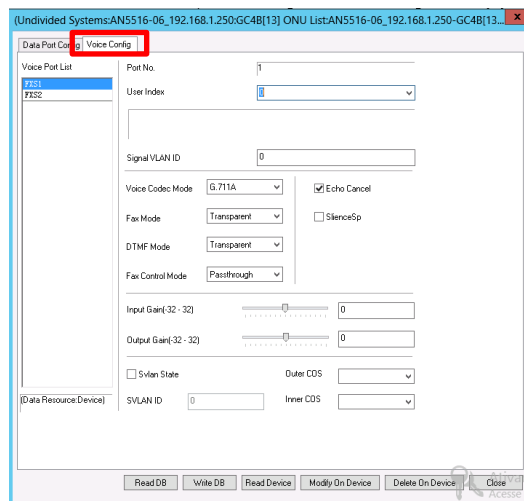 (Undivided Systems:AN5516-06_192.168.1.250:GC4B[13] ONU List:AN5516-06_192.168.1.250-GC4B[13... x
Data Port Config Voice Config
Voice Port List
FXS1
FXS2
(Data Resource:Device)
Port No. 1
User Index 0
Signal VLAN ID 0
Voice Codec Mode G.711A Echo Cancel
Fax Mode Transparent SlienceSp
DTMF Mode Transparent
Fax Control Mode Passthrough
Input Gain(-32 - 32) 0
Output Gain(-32 - 32) 0
Svlan State Outer COS
SVLAN ID 0 Inner COS
Read DB Write DB Read Device Modify On Device Delete On Device Close
Ativa
Acesse